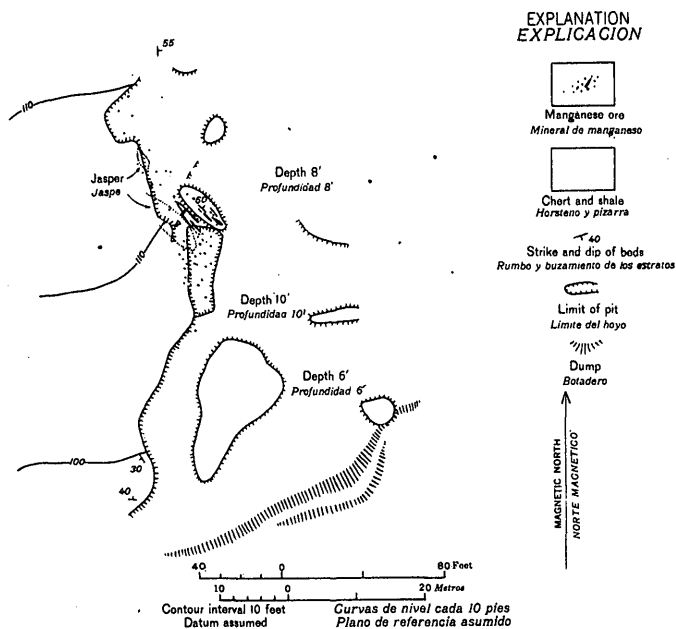 EXPLANATION
EXPLICACION
Manganese ore
Mineral de manganeso
Chert and shale
Horsteno y pizarra
40
Strike and dip of beds
Rumbo y buzamiento de los estratos
Limit of pit
Límite del hoyo
Dump
Botadero
MAGNETIC NORTH
NORTE MAGNETICO
55
110
Jasper
Jaspe
Depth 8'
Profundidad 8'
50
110
Depth 10'
Profundidad 10'
Depth 6'
Profundidad 6'
100
30
40
40 0 80 Feet
10 0 20 Metros
Contour interval 10 feet
Datum assumed
Curvas de nivel cada 10 pies
Plano de referencia asumido